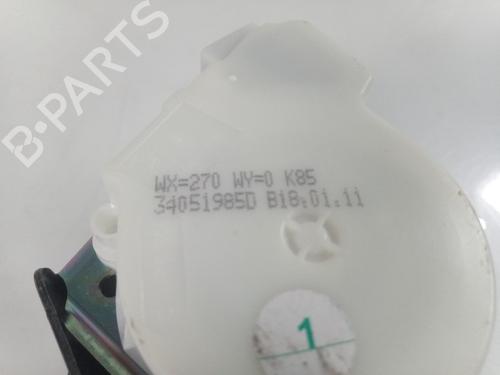 B-PARTS
WX=270 WY=0 K85
34051985D B18.01.11
1